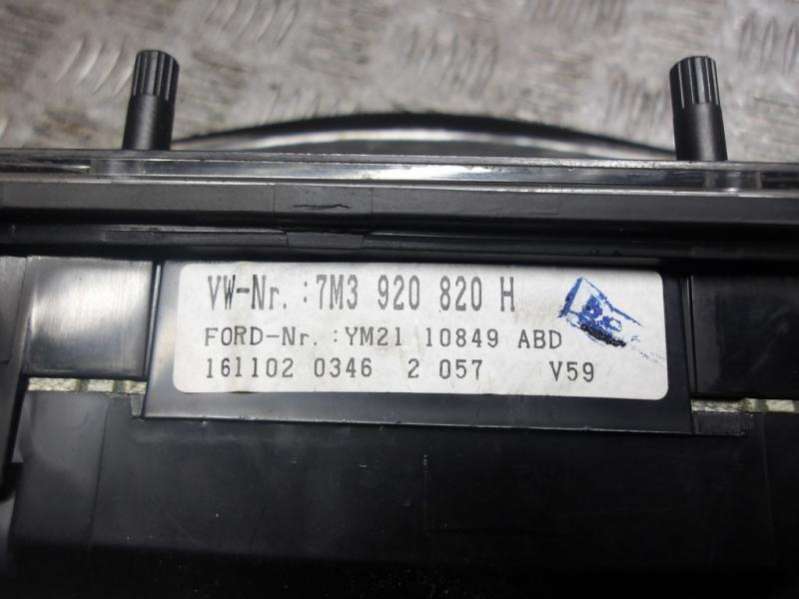 VW-Nr. :7M3 920 820 H
FORD-Nr. :YM21 10849 ABD
161102 0346 2 057 V59